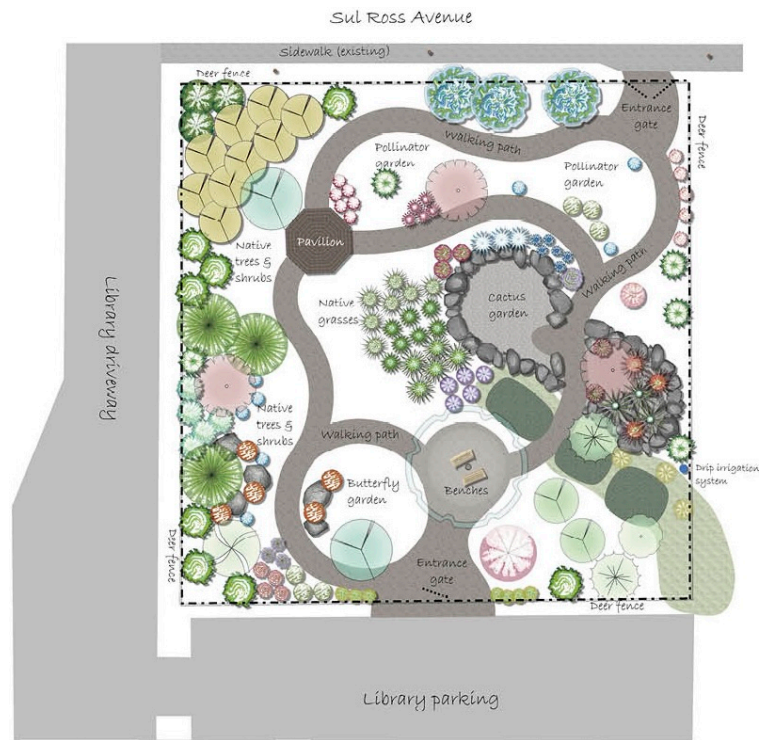 Sul Ross Avenue
Sidewalk (existing)
Deer fence
Entrance
gate
Walking path
Deer fence
Pollinator
garden
Pollinator
garden
Pavilion
Native
trees &
shrubs
Walking path
Library driveway
Native
grasses
Cactus
garden
Native
trees &
shrubs
Walking path
Butterfly
garden
Benches
Drip irrigation
system
Deer fence
Entrance
gate
Deer fence
Library parking